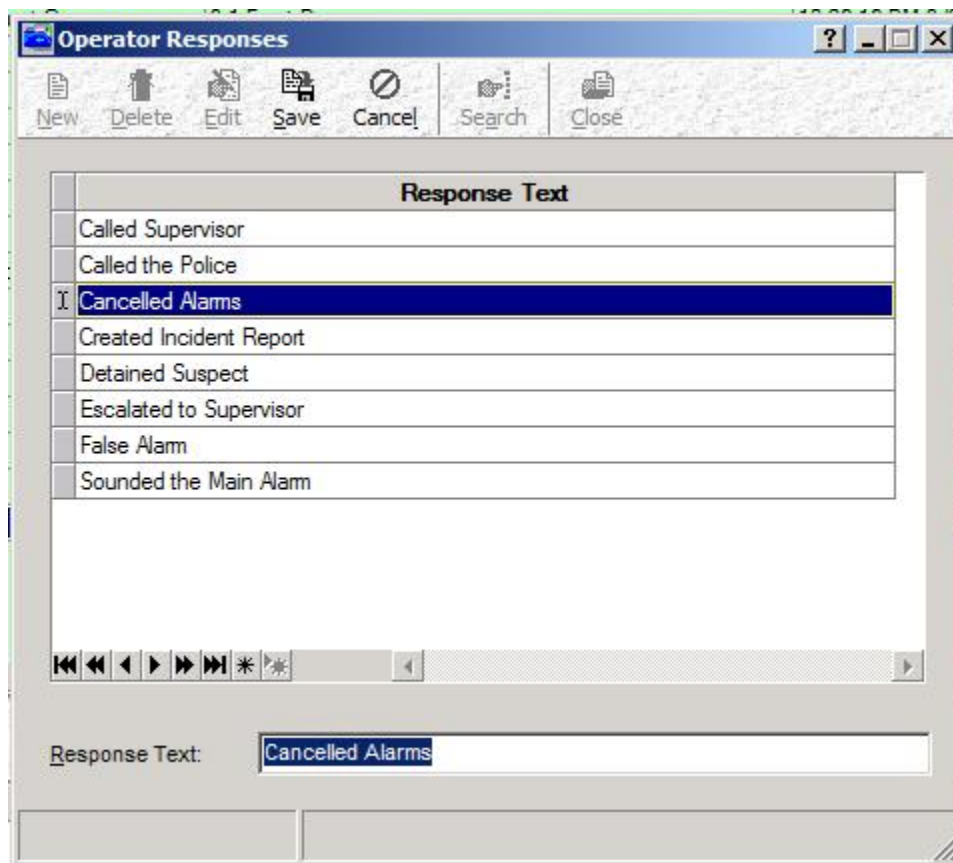 Operator Responses
New Delete Edit Save Cancel Search Close
Response Text
Called Supervisor
Called the Police
Cancelled Alarms
Created Incident Report
Detained Suspect
Escalated to Supervisor
False Alarm
Sounded the Main Alarm
Response Text: Cancelled Alarms